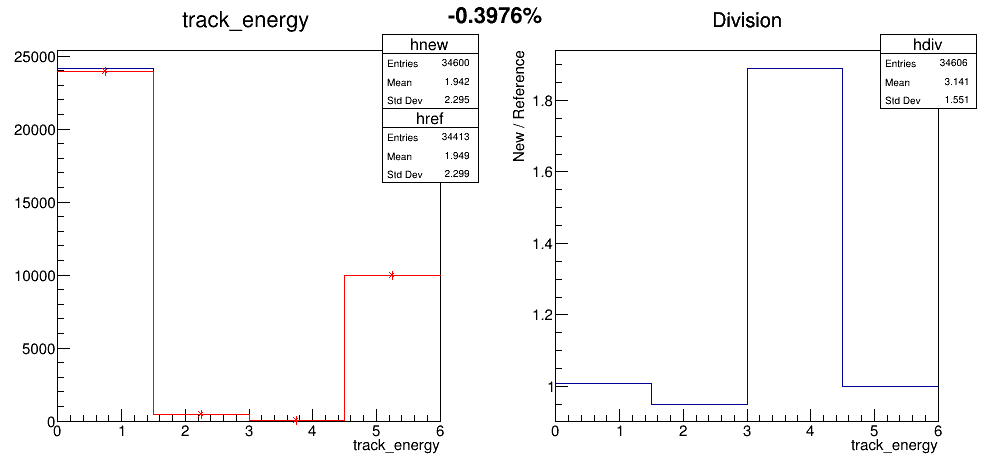 track_energy
-0.3976%
Division
hnew
Entries 34600
Mean 1.942
Std Dev 2.295
href
Entries 34413
Mean 1.949
Std Dev 2.299
25000
20000
15000
10000
5000
0
0 1 2 3 4 5 6
track_energy
hdiv
Entries 34606
Mean 3.141
Std Dev 1.551
New / Reference
1.8
1.6
1.4
1.2
1
0 1 2 3 4 5 6
track_energy